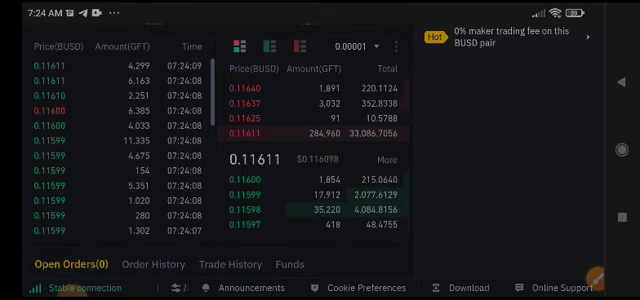 7:24 AM
59
Price(BUSD) Amount(GFT) Time
0.11611 4,299 07:24:09
0.11611 6,163 07:24:08
0.11610 2,251 07:24:08
0.11600 6,385 07:24:08
0.11600 4,033 07:24:08
0.11599 11,335 07:24:08
0.11599 4,675 07:24:08
0.11599 154 07:24:08
0.11599 5,351 07:24:08
0.11599 1,020 07:24:08
0.11599 280 07:24:08
0.11599 1,302 07:24:07
0.00001
Price(BUSD) Amount(GFT) Total
0.11640 1,891 220.1124
0.11637 3,032 352.8338
0.11625 91 10.5788
0.11611 284,960 33,086.7056
0.11611 $0.116098 More
0.11600 1,854 215.0640
0.11599 17,912 2,077.6129
0.11598 35,220 4,084.8156
0.11597 418 48.4755
Hot 0% maker trading fee on this
BUSD pair
Open Orders(0) Order History Trade History Funds
Stable connection Announcements Cookie Preferences Download Online Support